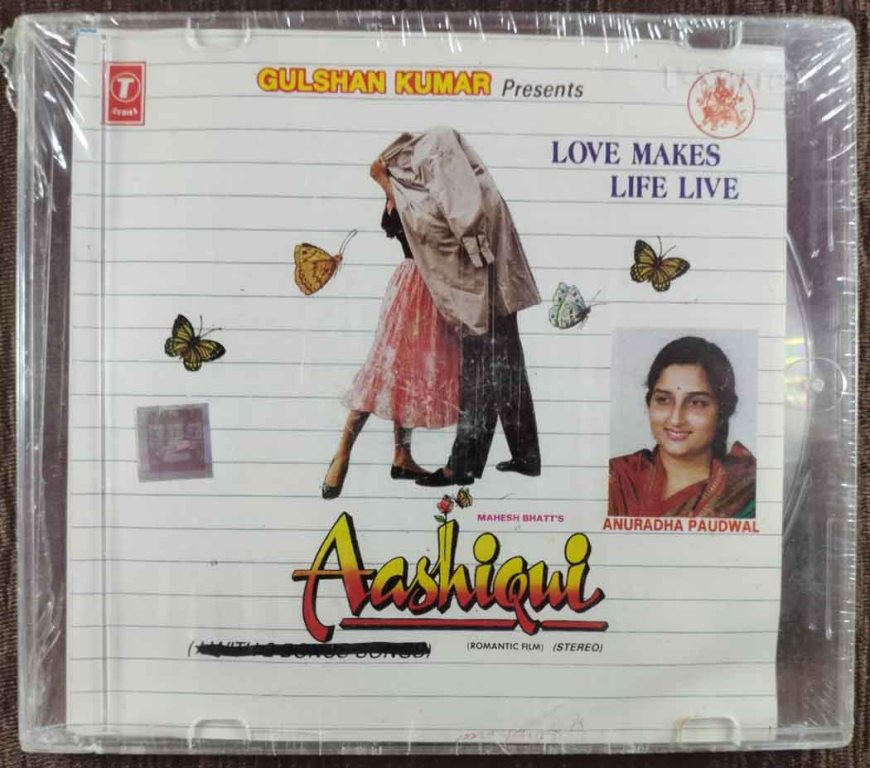 T
SERIES
GULSHAN KUMAR Presents
LOVE MAKES
LIFE LIVE
ANURADHA PAUDWAL
MAHESH BHATT'S
Aashiqui
(ROMANTIC FILM) (STEREO)